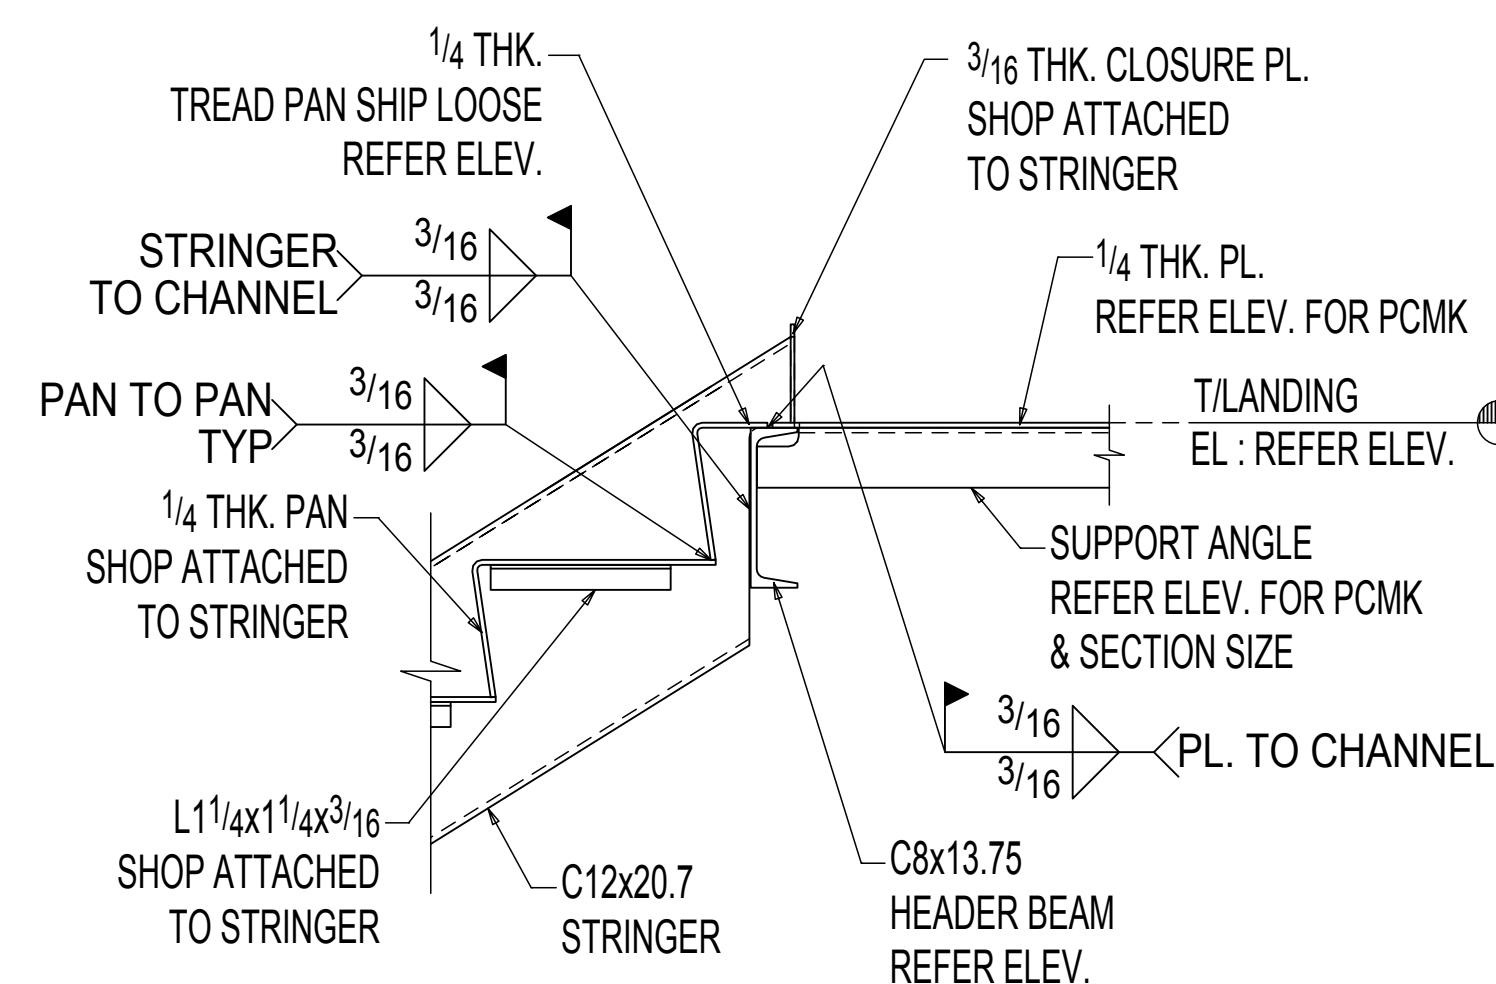 1/4 THK.
TREAD PAN SHIP LOOSE
REFER ELEV.
3/16 THK. CLOSURE PL.
SHOP ATTACHED
TO STRINGER
STRINGER
TO CHANNEL
3/16
3/16
1/4 THK. PL.
REFER ELEV. FOR PCMK
PAN TO PAN
TYP
3/16
3/16
T/LANDING
EL : REFER ELEV.
1/4 THK. PAN
SHOP ATTACHED
TO STRINGER
SUPPORT ANGLE
REFER ELEV. FOR PCMK
& SECTION SIZE
3/16
3/16
PL. TO CHANNEL
L1 1/4x1 1/4x3/16
SHOP ATTACHED
TO STRINGER
C12x20.7
STRINGER
C8x13.75
HEADER BEAM
REFER ELEV.